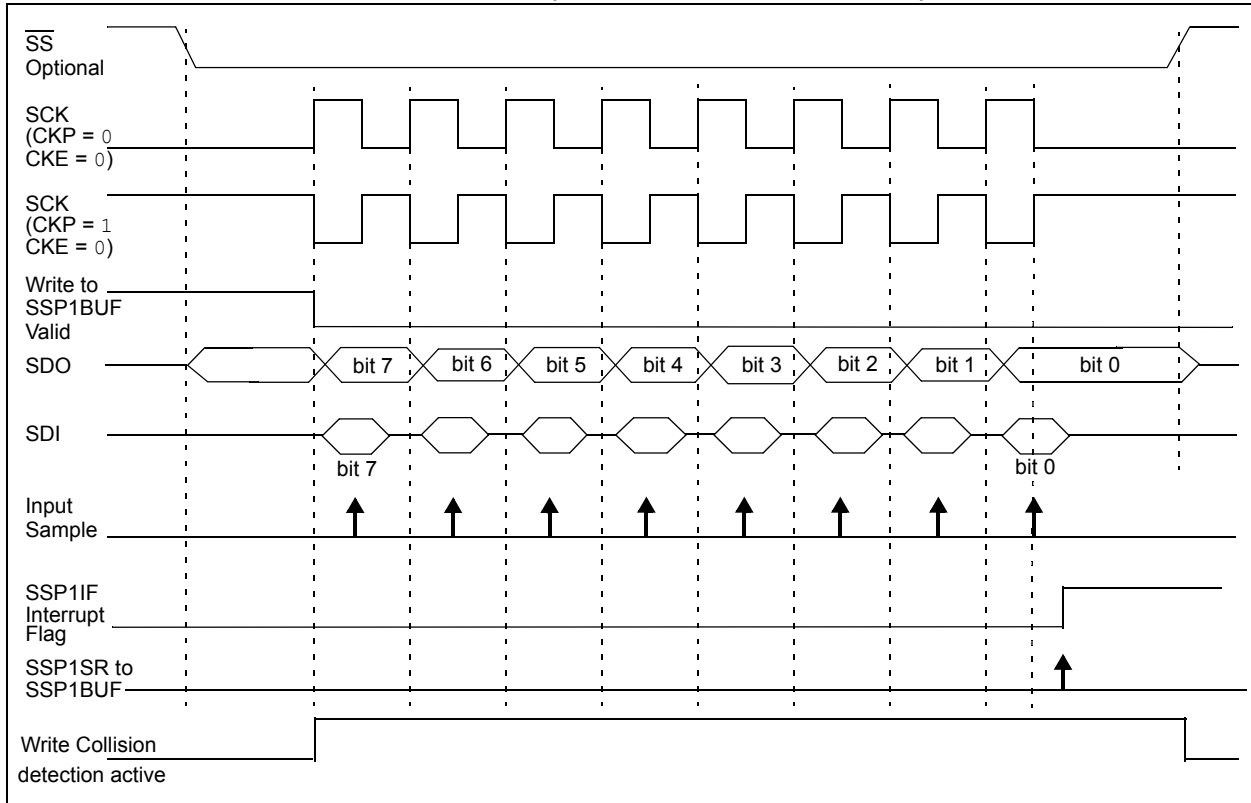 SS
Optional
SCK
(CKP = 0
CKE = 0)
SCK
(CKP = 1
CKE = 0)
Write to
SSP1BUF
Valid
SDO
bit 7 bit 6 bit 5 bit 4 bit 3 bit 2 bit 1 bit 0
SDI
bit 7 bit 0
Input
Sample
SSP1IF
Interrupt
Flag
SSP1SR to
SSP1BUF
Write Collision
detection active